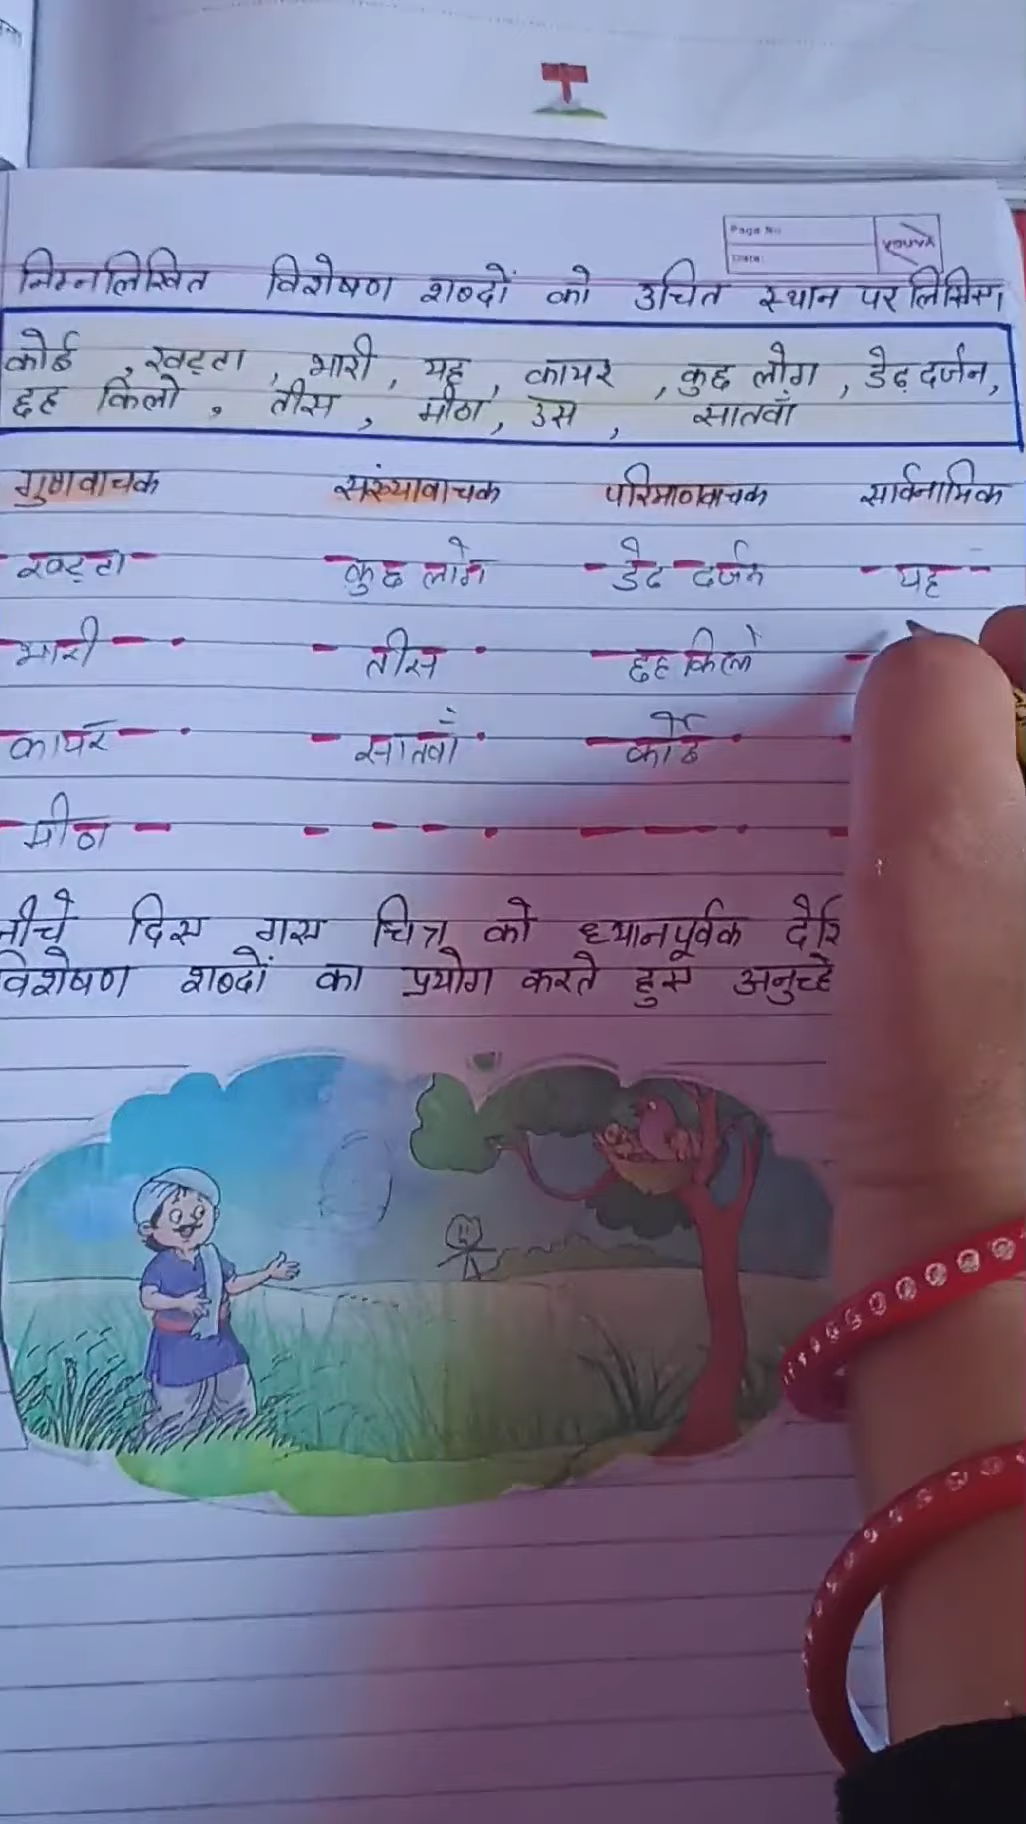 Page No.
Date:
YOUVA
निम्नलिखित विशेषण शब्दों को उचित स्थान पर लिखिए।
कोई , खट्टा , भारी , यह , कायर , कुछ लोग , डेढ़ दर्जन,
छह किलो , तीस , मीठा , उस , सातवाँ
गुणवाचक संख्यावाचक परिमाणवाचक सार्वनामिक
खट्टा कुछ लोग डेढ दर्जन यह
भारी तीस छह किलो
कायर सातवाँ कोई
मीठा
नीचे दिए गए चित्र को ध्यानपूर्वक
विशेषण शब्दों का प्रयोग करते हुए